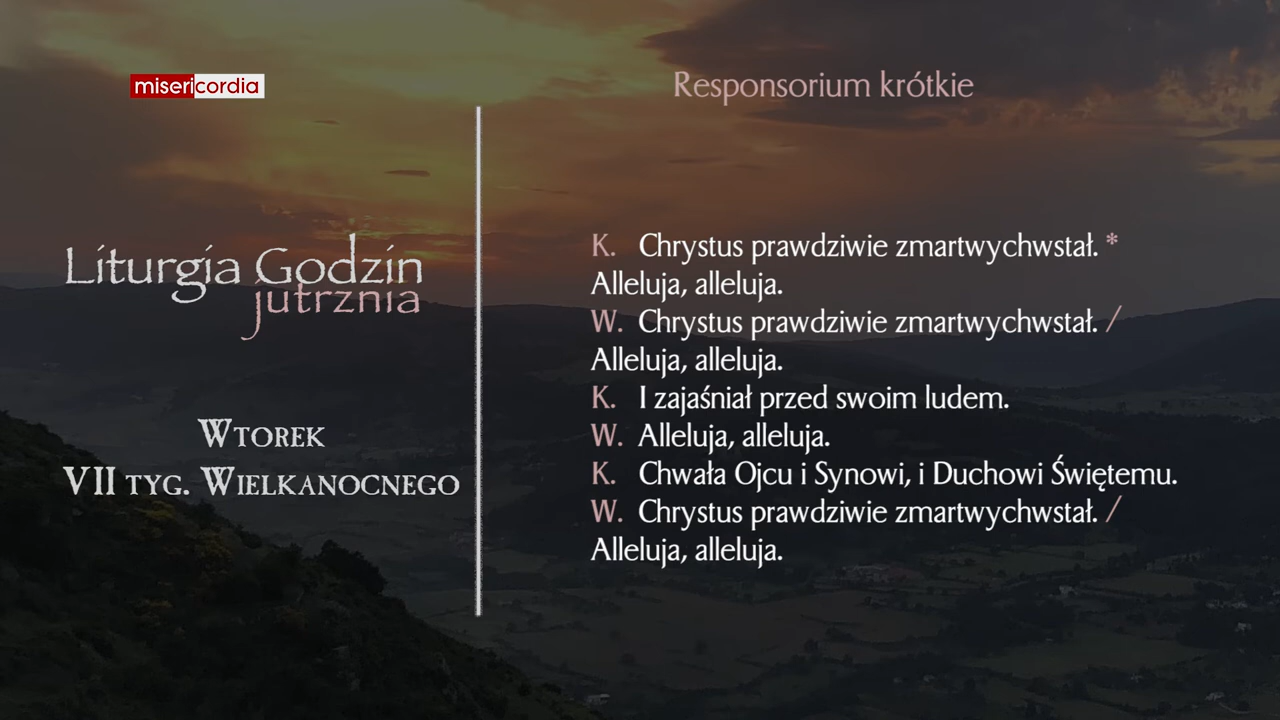 misericordia
Responsorium krótkie
Liturgia Godzin
jutrznia
Wtorek
VII tyg. Wielkanocnego
K. Chrystus prawdziwie zmartwychwstał. *
Alleluja, alleluja.
W. Chrystus prawdziwie zmartwychwstał. /
Alleluja, alleluja.
K. I zajaśniał przed swoim ludem.
W. Alleluja, alleluja.
K. Chwała Ojcu i Synowi, i Duchowi Świętemu.
W. Chrystus prawdziwie zmartwychwstał. /
Alleluja, alleluja.